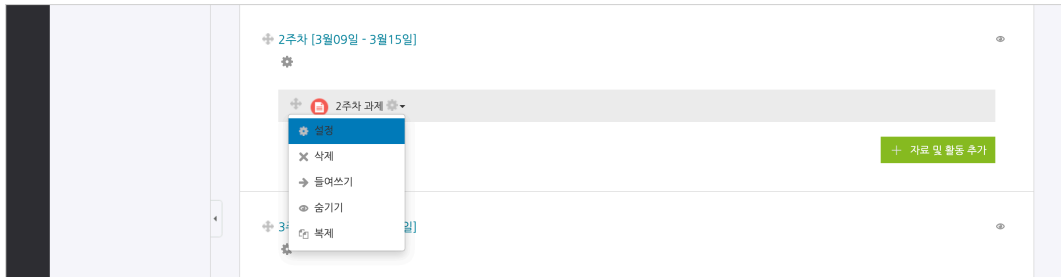 2주차 [3월09일 - 3월15일]
2주차 과제
설정
삭제
+ 자료 및 활동 추가
들여쓰기
숨기기
3
일]
복제